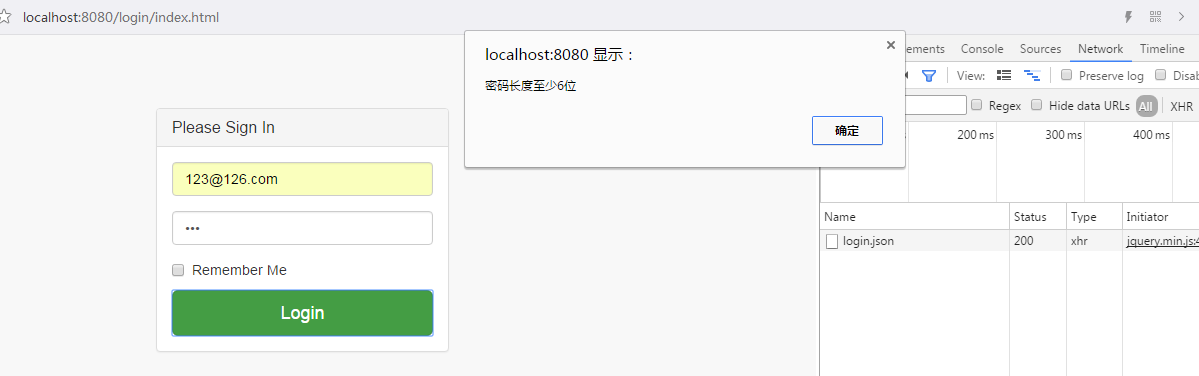 localhost:8080/login/index.html
localhost:8080 显示：
密码长度至少6位
确定
Please Sign In
123@126.com
•••
Remember Me
Login
Console Sources Network Timeline
View: Preserve log
Regex Hide data URLs All XHR
200 ms 300 ms 400 ms
Name Status Type Initiator
login.json 200 xhr jquery.min.js:4